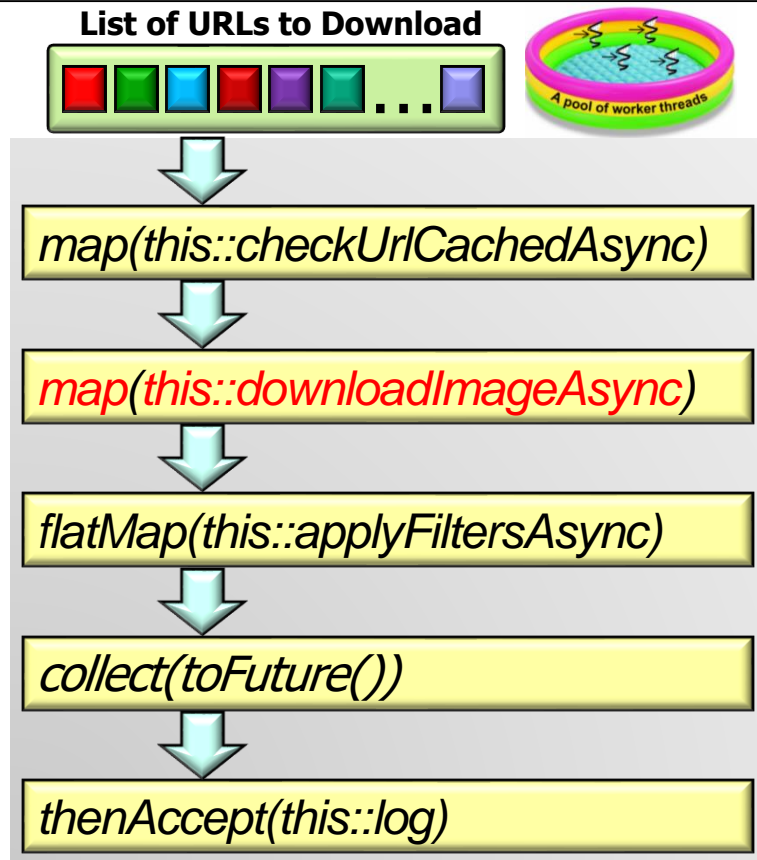 List of URLs to Download
...
A pool of worker threads
map(this::checkUrlCachedAsync)
map(this::downloadImageAsync)
flatMap(this::applyFiltersAsync)
collect(toFuture())
thenAccept(this::log)